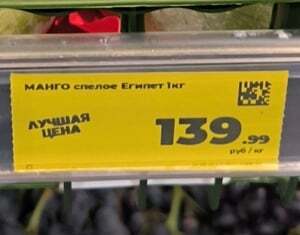 МАНГО спелое Египет 1кг
ЛУЧШАЯ
ЦЕНА
139.99
руб / кг